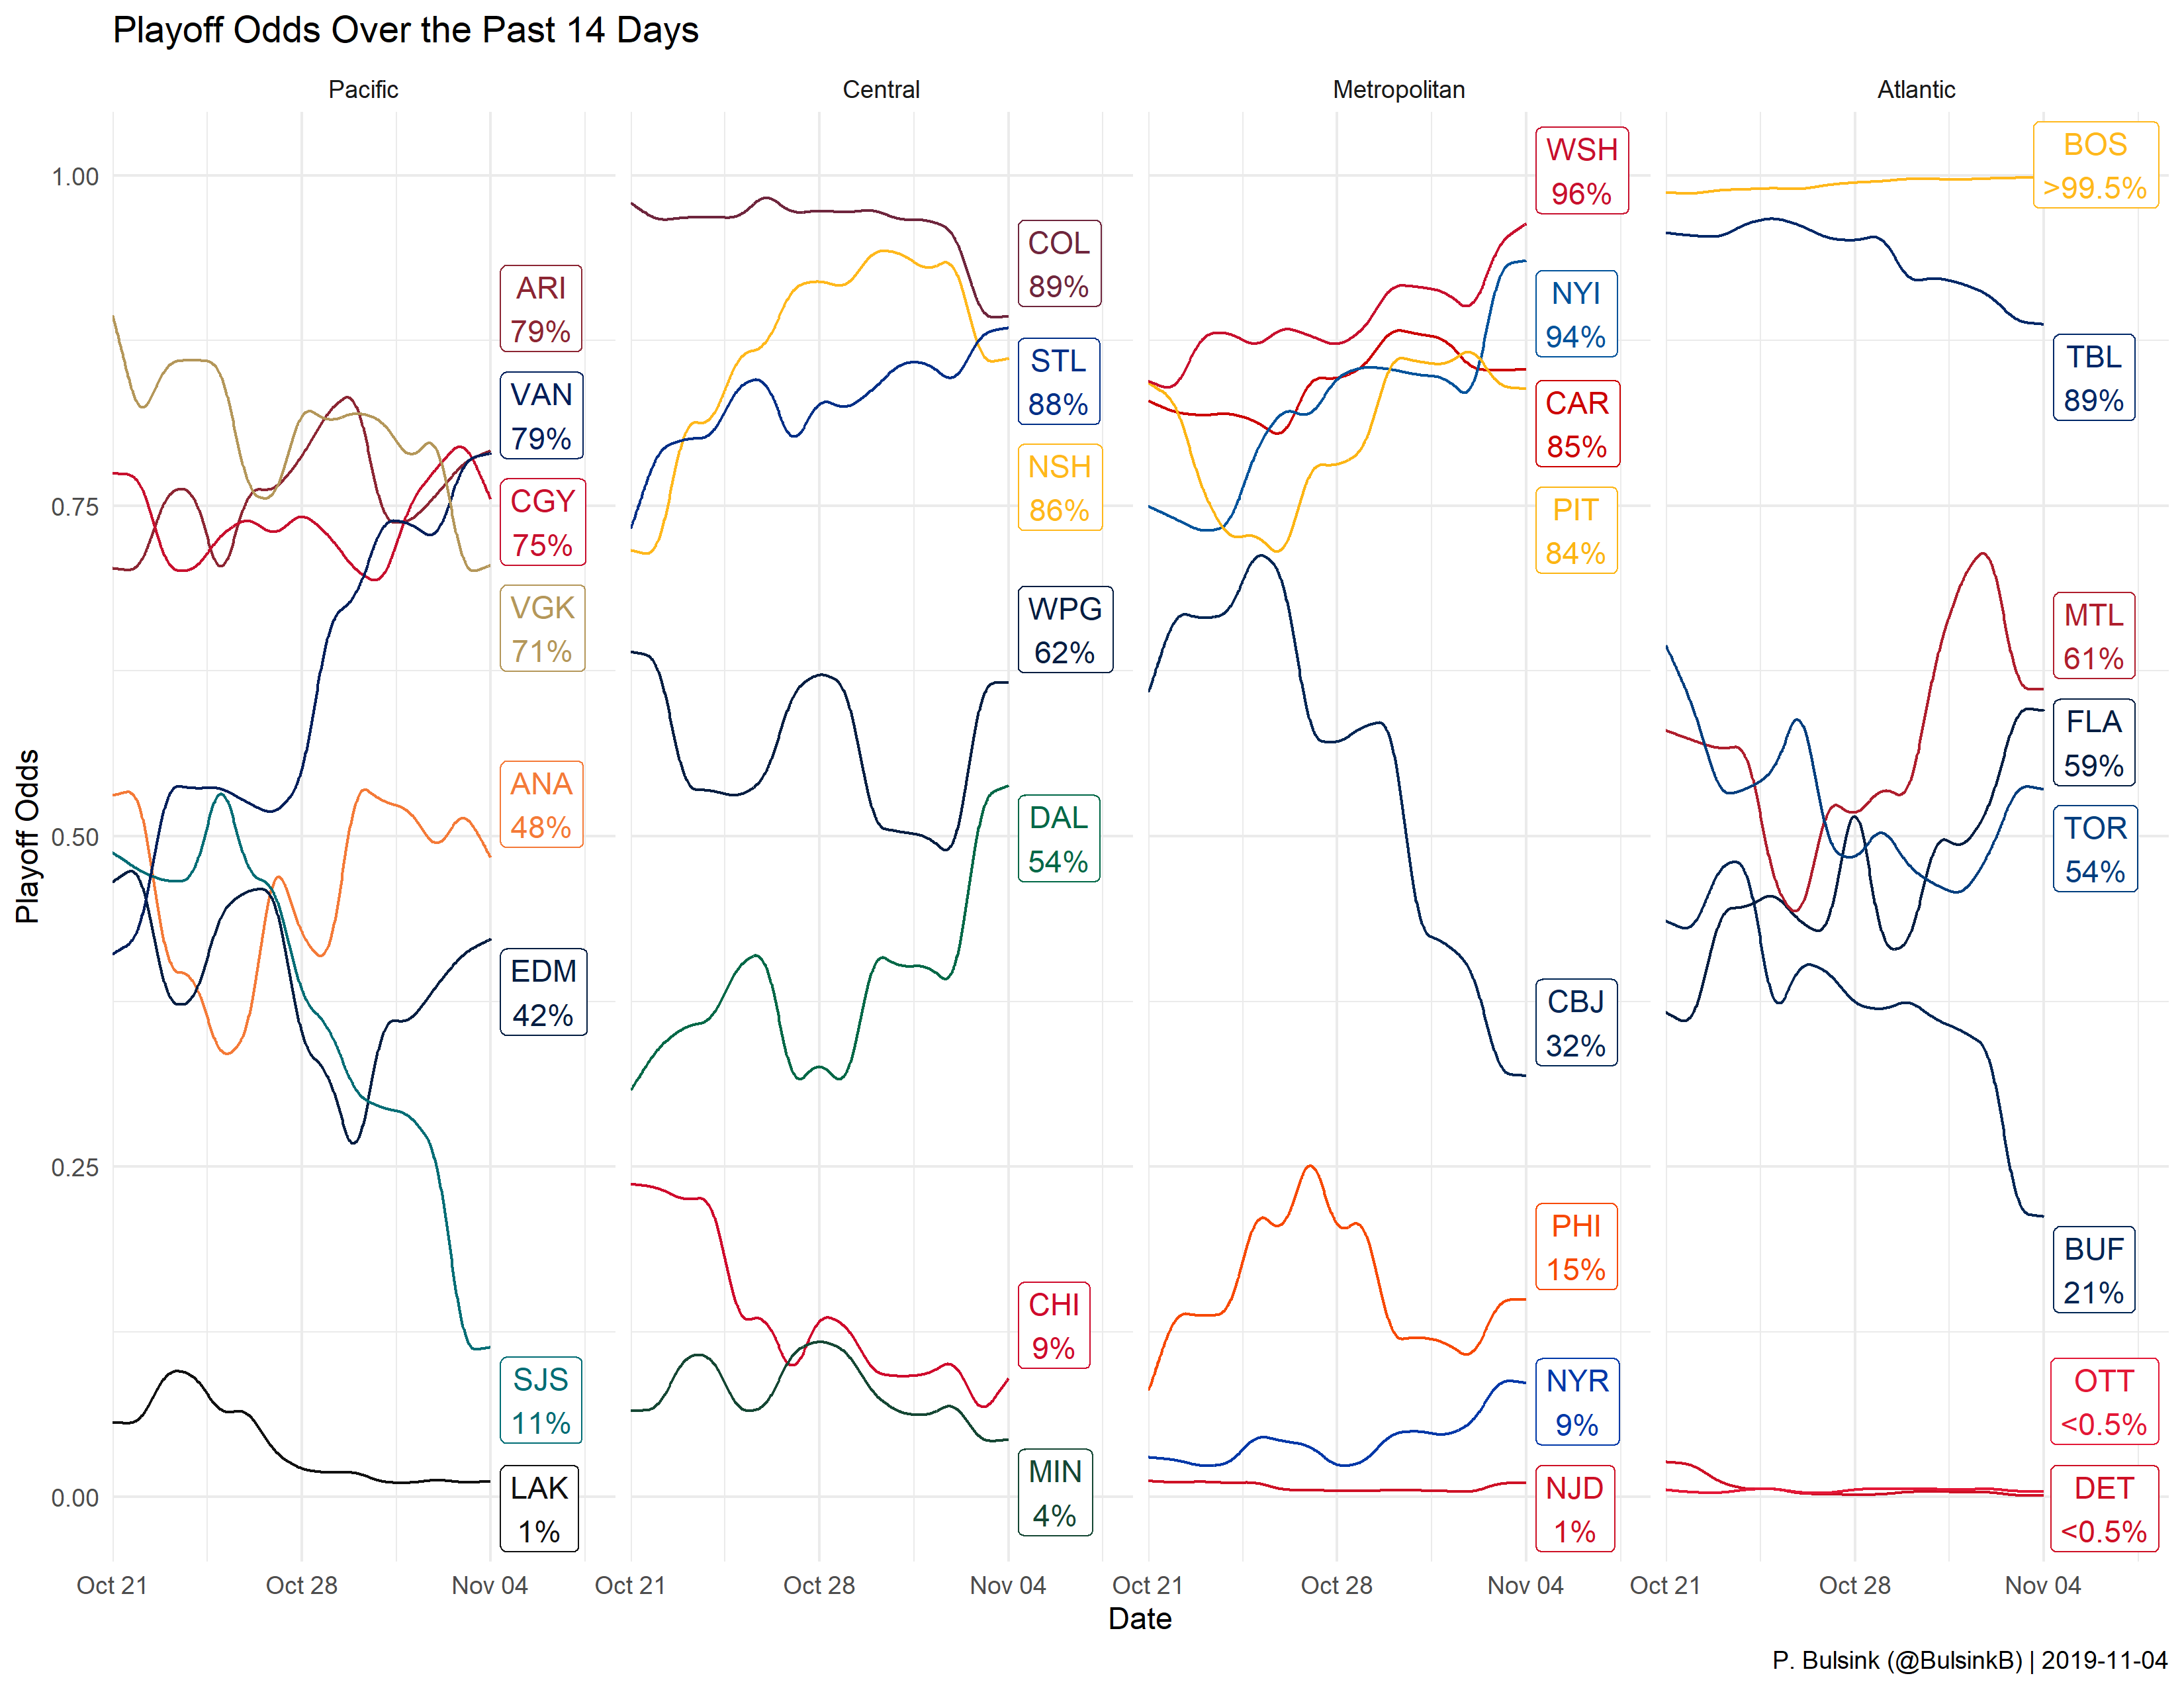 Playoff Odds Over the Past 14 Days
Pacific
Central
Metropolitan
Atlantic
Playoff Odds
1.00
0.75
0.50
0.25
0.00
ARI
79%
VAN
79%
CGY
75%
VGK
71%
ANA
48%
EDM
42%
SJS
11%
LAK
1%
COL
89%
STL
88%
NSH
86%
WPG
62%
DAL
54%
CHI
9%
MIN
4%
WSH
96%
NYI
94%
CAR
85%
PIT
84%
CBJ
32%
PHI
15%
NYR
9%
NJD
1%
BOS
>99.5%
TBL
89%
MTL
61%
FLA
59%
TOR
54%
BUF
21%
OTT
<0.5%
DET
<0.5%
Oct 21
Oct 28
Nov 04
Oct 21
Oct 28
Nov 04
Oct 21
Oct 28
Nov 04
Oct 21
Oct 28
Nov 04
Date
P. Bulsink (@BulsinkB) | 2019-11-04